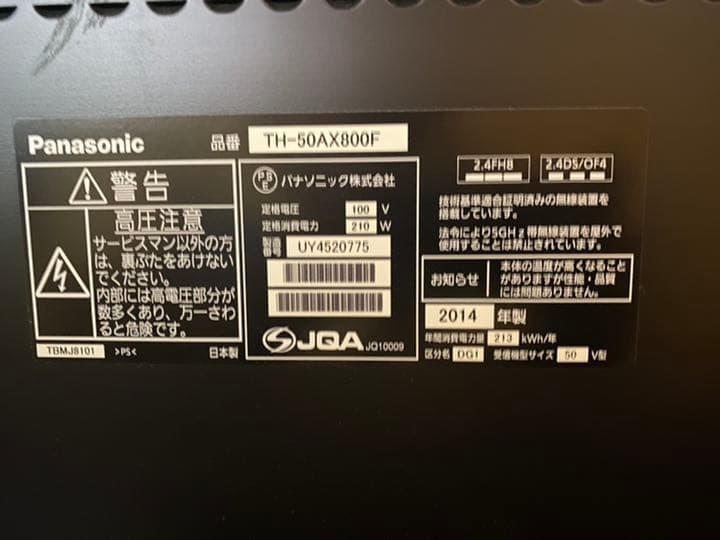 Panasonic 品番 TH-50AX800F
警告
高圧注意
サービスマン以外の方
は、裏ぶたをあけない
でください。
内部には高電圧部分が
数多くあり、万一さわ
ると危険です。
TBMJ8101 >PS< 日本製
PSE パナソニック株式会社
定格電圧 100 V
定格消費電力 210 W
製造番号 UY4520775
JQA JQ10009
2.4FH8 2.4DS/OF4
技術基準適合証明済みの無線装置を
搭載しています。
法令により5GHz帯無線装置を屋外で
使用することは禁止されています。
お知らせ
本体の温度が高くなること
がありますが性能・品質
には問題ありません。
2014 年製
年間消費電力量 213 kWh/年
区分名 DG1 受信機型サイズ 50 V型